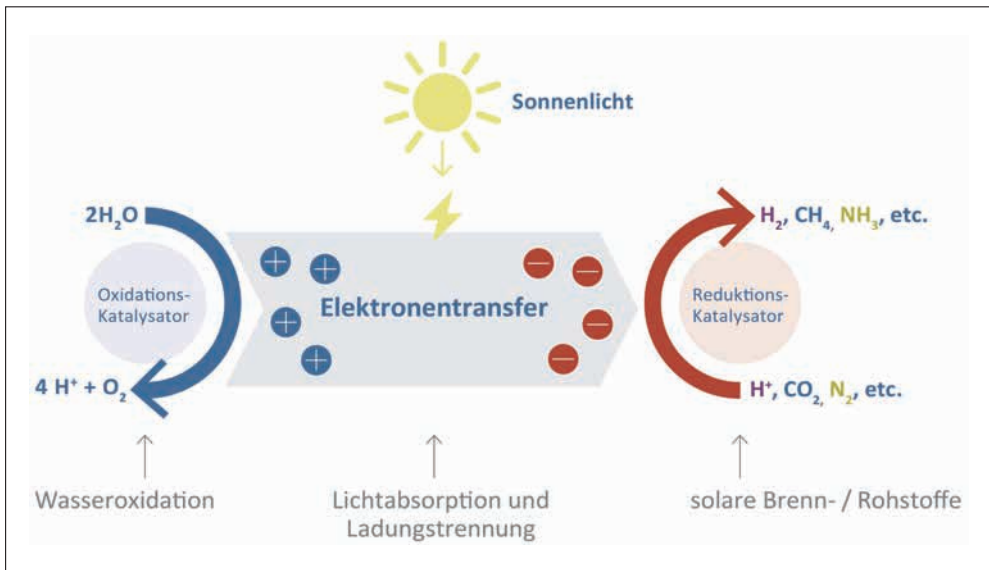 Sonnenlicht
2H₂O
H₂, CH₄, NH₃, etc.
Oxidations-
Katalysator
Elektronentransfer
Reduktions-
Katalysator
4 H⁺ + O₂
H⁺, CO₂, N₂, etc.
Wasseroxidation
Lichtabsorption und
Ladungstrennung
solare Brenn- / Rohstoffe